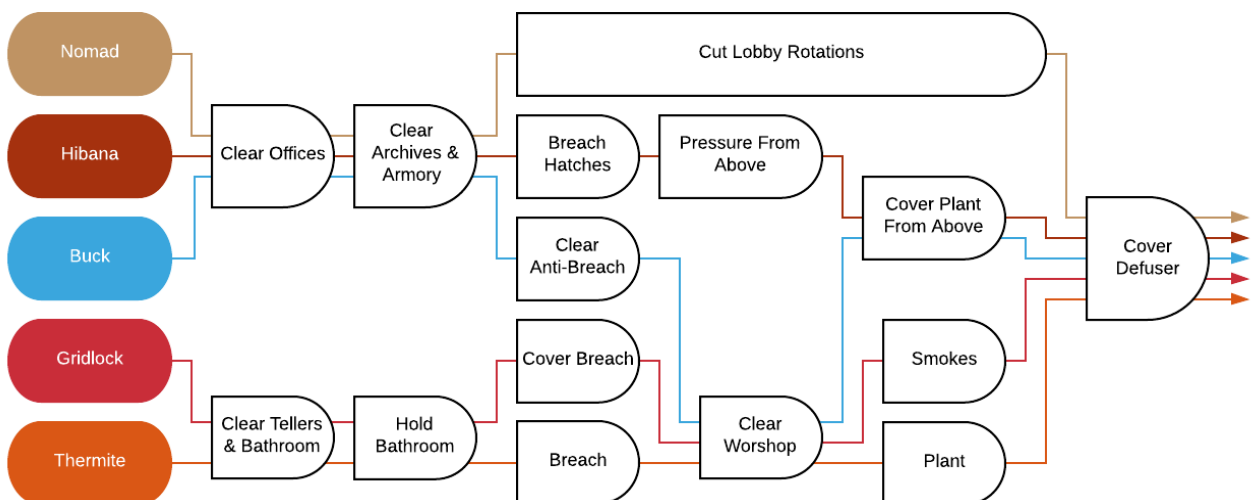 Nomad
Cut Lobby Rotations
Hibana
Clear Offices
Clear
Archives &
Armory
Breach
Hatches
Pressure From
Above
Buck
Clear
Anti-Breach
Cover Plant
From Above
Cover
Defuser
Gridlock
Cover Breach
Smokes
Clear Tellers
& Bathroom
Hold
Bathroom
Clear
Worshop
Thermite
Breach
Plant